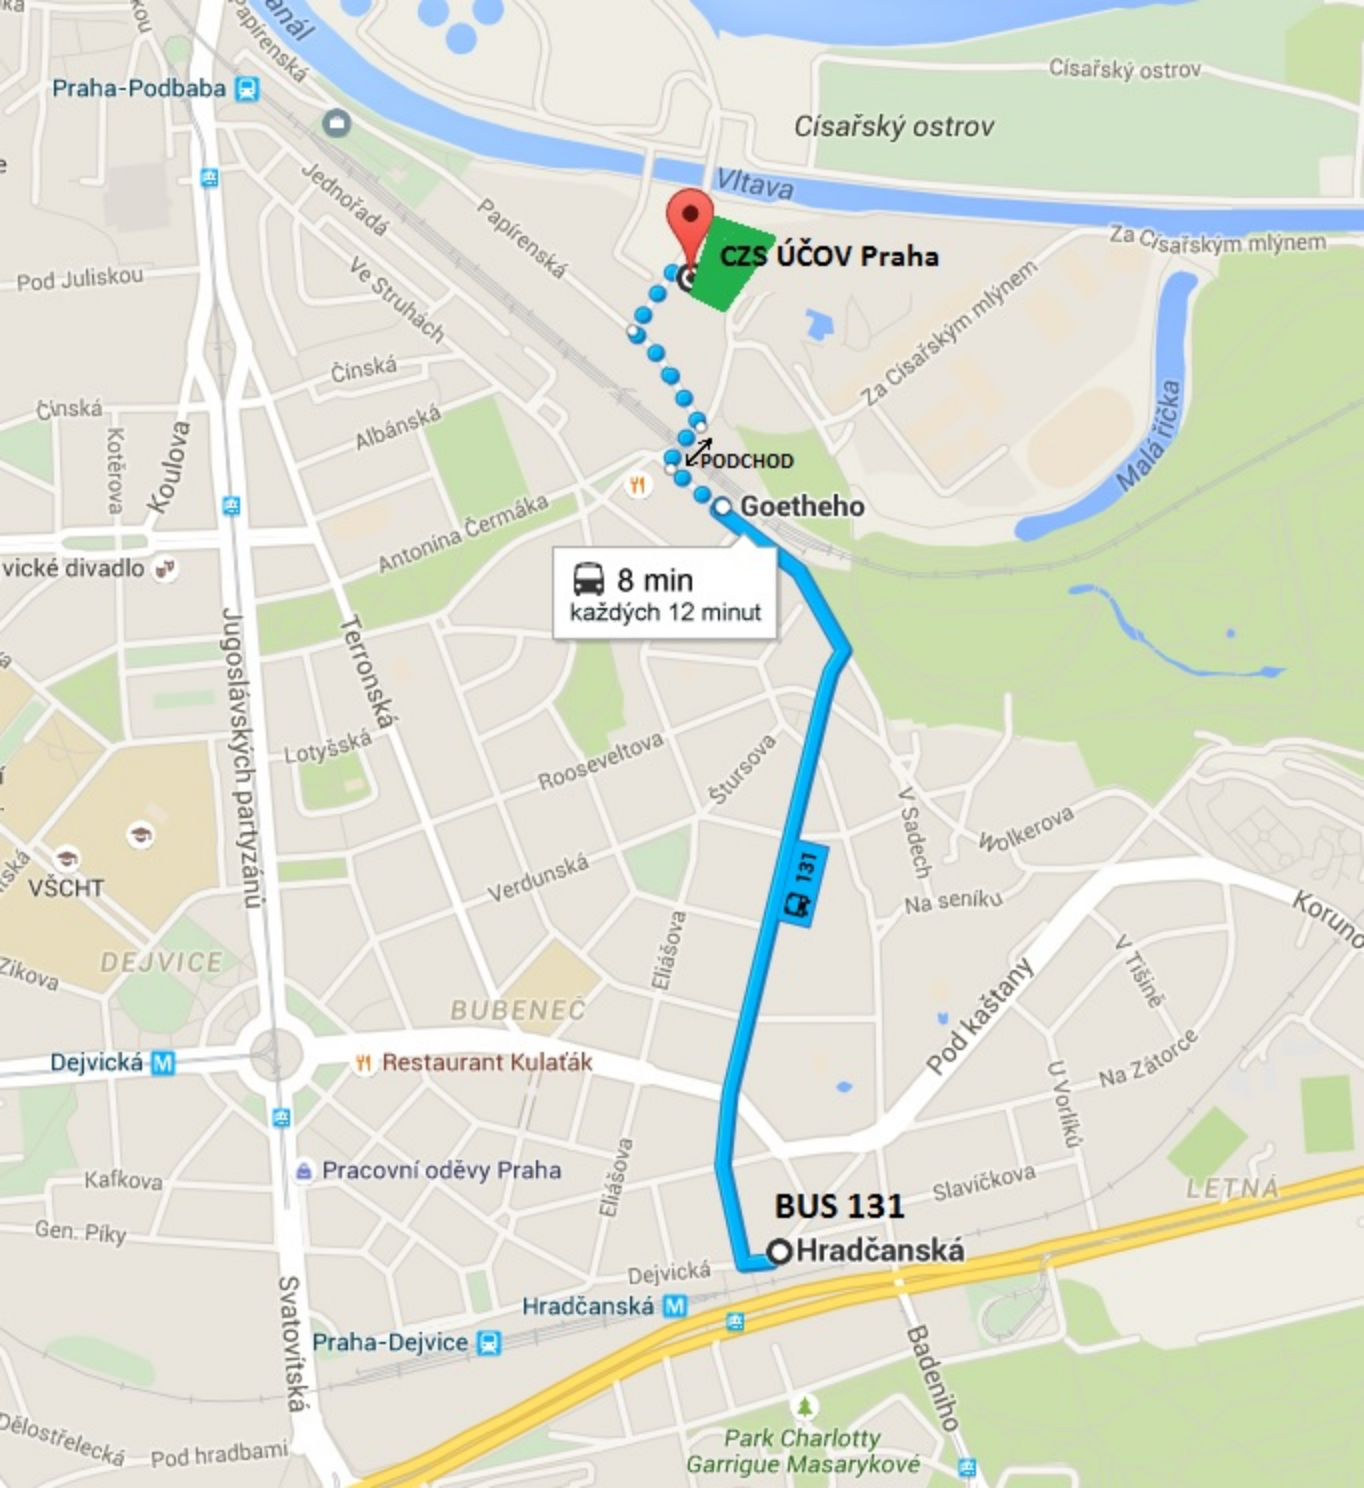 Papírenská
Praha-Podbaba
Císařský ostrov
Císařský ostrov
Vltava
Jednořadá
Papírenská
Za Císařským mlýnem
Pod Juliskou
Ve Struhách
CZS ÚČOV Praha
Za Císařským mlýnem
Čínská
Čínská
Albánská
Kotěrova
Koulova
Malá říčka
PODCHOD
Goetheho
Antonína Čermáka
vické divadlo
8 min
každých 12 minut
Jugoslávských partyzánů
Terronská
Lotyšská
Rooseveltova
Štursova
V Sadech
Wolkerova
131
VŠCHT
Verdunská
Na seníku
Eliášova
V Tišině
DEJVICE
Zikova
BUBENEČ
Pod kaštany
Dejvická M
Restaurant Kulaťák
Na Zátorce
U Vorlíků
Kafkova
Pracovní oděvy Praha
Eliášova
Slavíčkova
LETNÁ
BUS 131
Gen. Píky
Hradčanská
Dejvická
Hradčanská M
Svatovítská
Praha-Dejvice
Badeniho
Dělostřelecká
Pod hradbami
Park Charlotty
Garrigue Masarykové